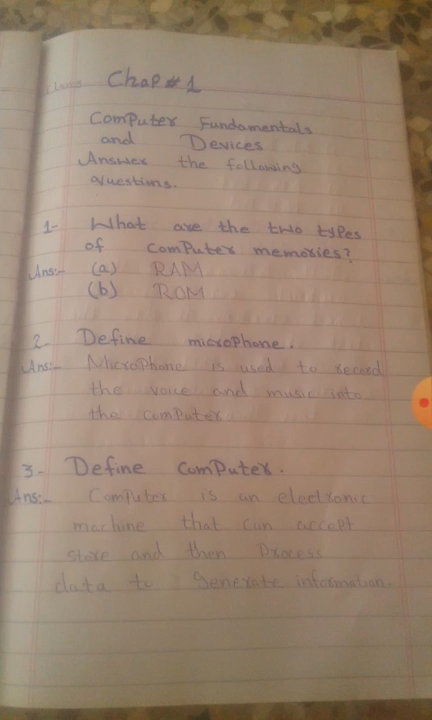 Chap # 1
Computer Fundamentals
and Devices
Answer the following
questions.
1- What are the two types
of computer memories?
Ans:- (a) RAM
(b) ROM
2- Define microphone.
Ans:- Microphone is used to record
the voice and music into
the computer
3- Define Computer.
Ans:- Computer is an electronic
machine that can accept
store and then process
data to generate information.